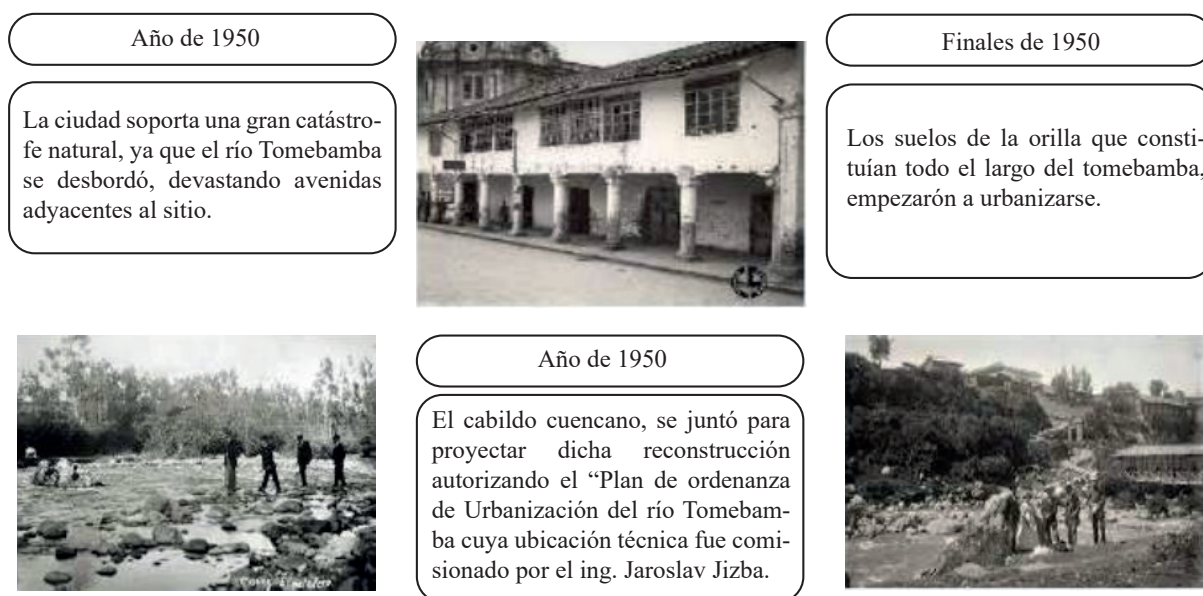 Año de 1950
La ciudad soporta una gran catástro-
fe natural, ya que el río Tomebamba
se desbordó, devastando avenidas
adyacentes al sitio.
Finales de 1950
Los suelos de la orilla que consti-
tuían todo el largo del tomebamba,
empezarón a urbanizarse.
Año de 1950
El cabildo cuencano, se juntó para
proyectar dicha reconstrucción
autorizando el “Plan de ordenanza
de Urbanización del río Tomebam-
ba cuya ubicación técnica fue comi-
sionado por el ing. Jaroslav Jizba.